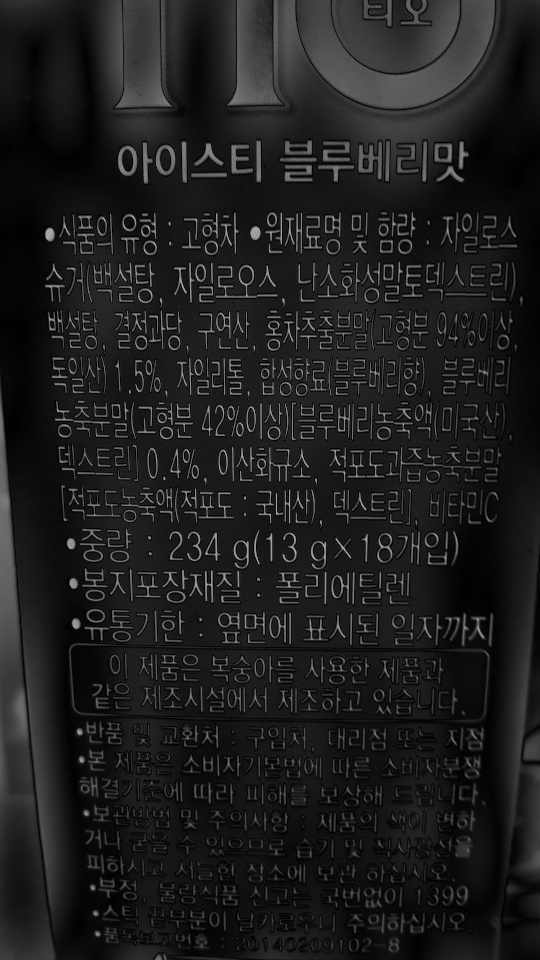 티오
아이스티 블루베리맛
•식품의 유형 : 고형차 •원재료명 및 함량 : 자일로스
슈거(백설탕, 자일로오스, 난소화성말토덱스트린),
백설탕, 결정과당, 구연산, 홍차추출분말(고형분 94%이상,
독일산) 1.5%, 자일리톨, 합성향료(블루베리향), 블루베리
농축분말(고형분 42%이상)[블루베리농축액(미국산),
덱스트린] 0.4%, 이산화규소, 적포도과즙농축분말
[적포도농축액(적포도 : 국내산), 덱스트린], 비타민C
•중량 : 234 g(13 g×18개입)
•봉지포장재질 : 폴리에틸렌
•유통기한 : 옆면에 표시된 일자까지
이 제품은 복숭아를 사용한 제품과
같은 제조시설에서 제조하고 있습니다.
•반품 및 교환처 : 구입처, 대리점 또는 지점
•본 제품은 소비자기본법에 따른 소비자분쟁
해결기준에 따라 피해를 보상해 드립니다.
•보관방법 및 주의사항 : 제품의 색이 변하
거나 굳을 수 있으므로 습기 및 직사광선을
피하시고 서늘한 장소에 보관 하십시오.
•부정, 불량식품 신고는 국번없이 1399
•스틱 끝부분이 날카로우니 주의하십시오.
•품목보고번호 : 20140209102-8